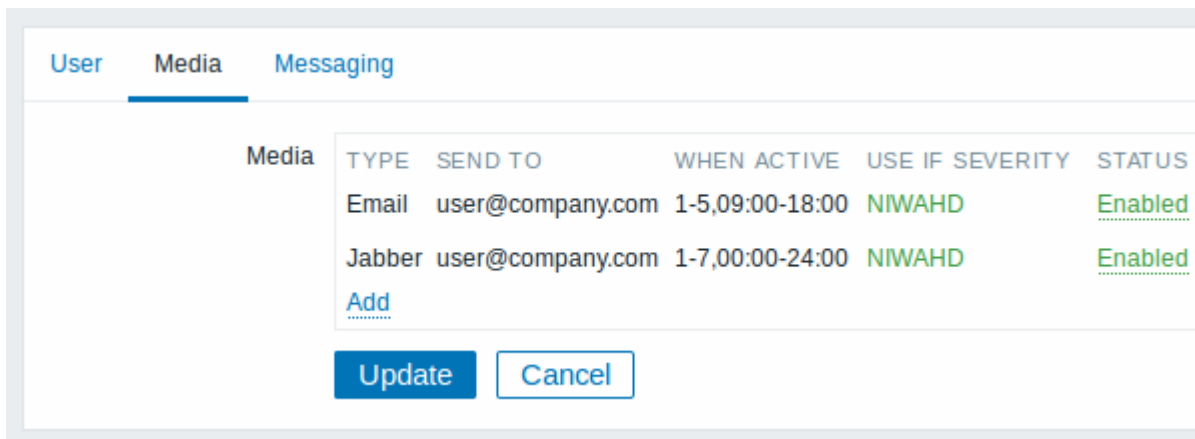 User Media Messaging
Media TYPE SEND TO WHEN ACTIVE USE IF SEVERITY STATUS
Email user@company.com 1-5,09:00-18:00 NIWAHD Enabled
Jabber user@company.com 1-7,00:00-24:00 NIWAHD Enabled
Add
Update Cancel